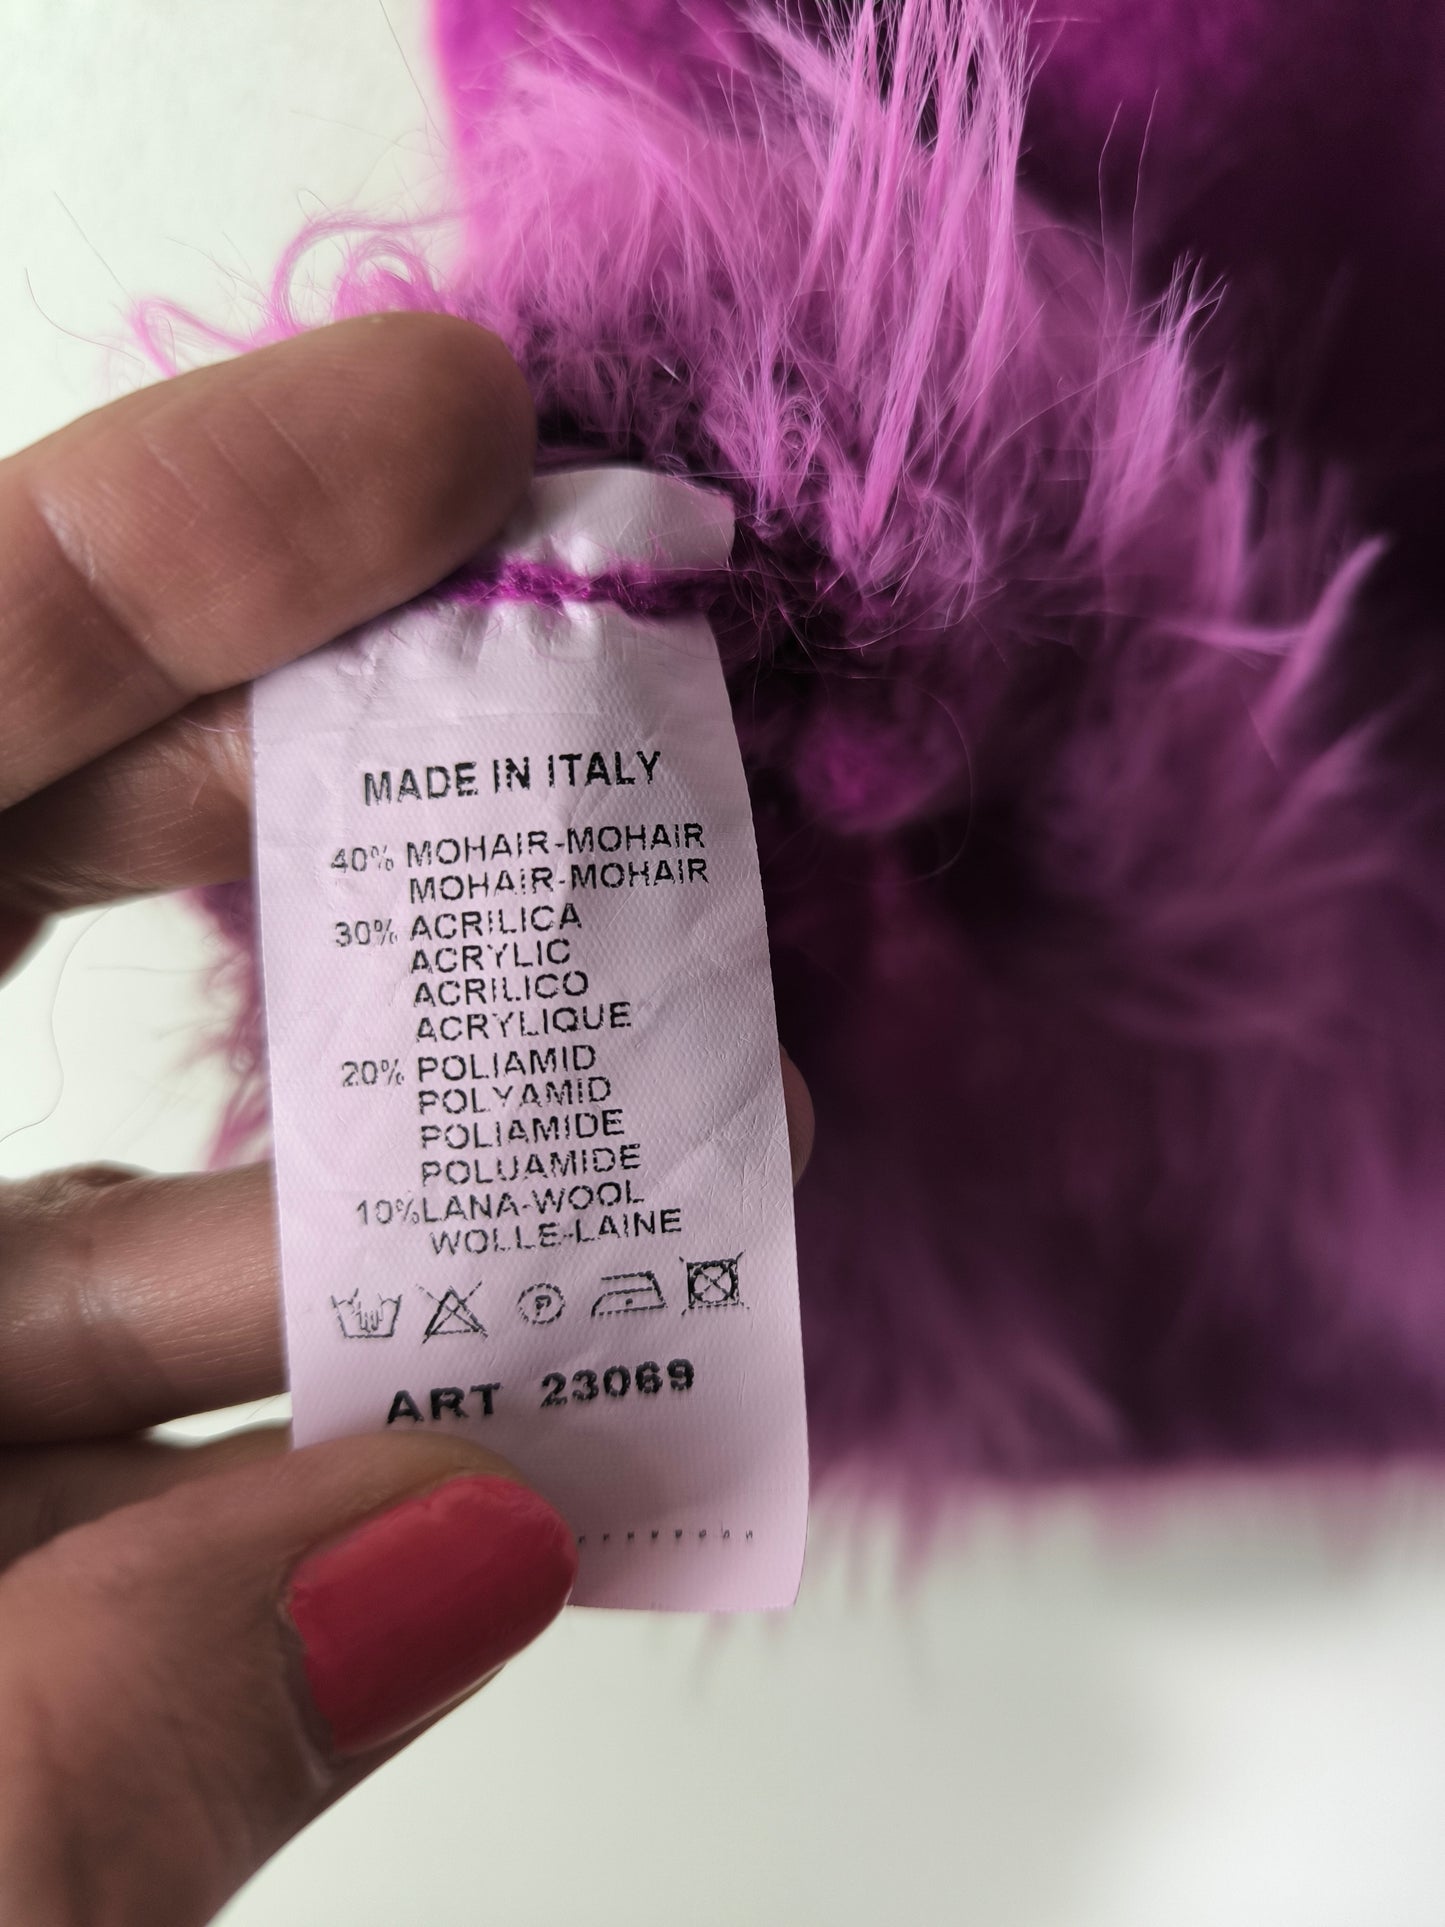 MADE IN ITALY
40% MOHAIR-MOHAIR
MOHAIR-MOHAIR
30% ACRILICA
ACRYLIC
ACRILICO
ACRYLIQUE
20% POLIAMID
POLYAMID
POLIAMIDE
POLUAMIDE
10%LANA-WOOL
WOLLE-LAINE
P
ART 23069